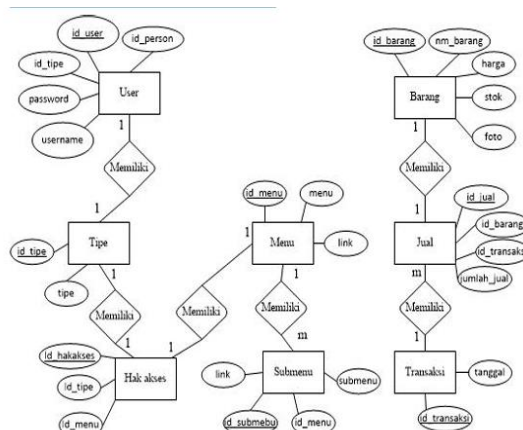 id_user
id_person
id_tipe
password
username
User
1
Memiliki
1
id_tipe
Tipe
tipe
1
Memiliki
1
Id_hakakses
Id_tipe
Id_menu
Hak akses
1
Memiliki
1
id_menu
menu
link
Menu
1
Memiliki
m
link
Submenu
submenu
id_submebu
id_menu
id_barang
nm_barang
harga
stok
foto
Barang
1
Memiliki
1
id_jual
id_barang
id_transaks
jumlah_jual
Jual
m
Memiliki
1
Transaksi
tanggal
id_transaksi